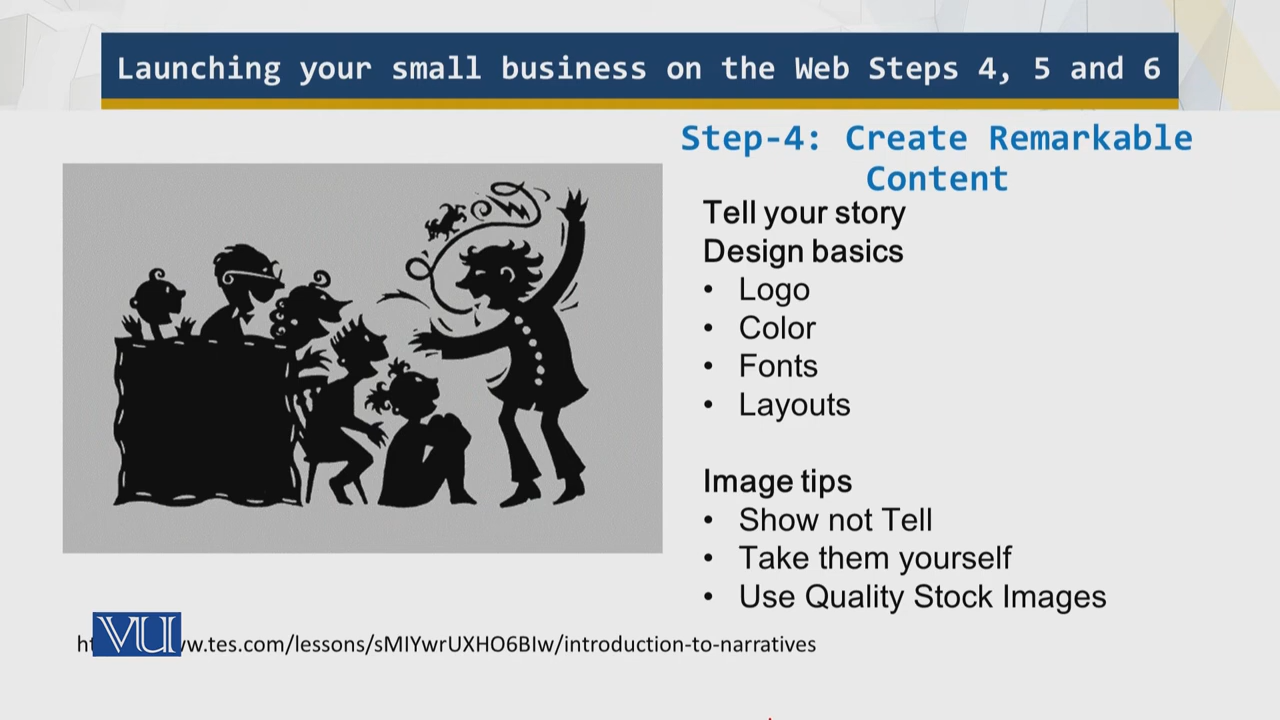 Launching your small business on the Web Steps 4, 5 and 6
Step-4: Create Remarkable
Content
Tell your story
Design basics
• Logo
• Color
• Fonts
• Layouts
Image tips
• Show not Tell
• Take them yourself
• Use Quality Stock Images
VU
w.tes.com/lessons/sMIYwrUXHO6BIw/introduction-to-narratives